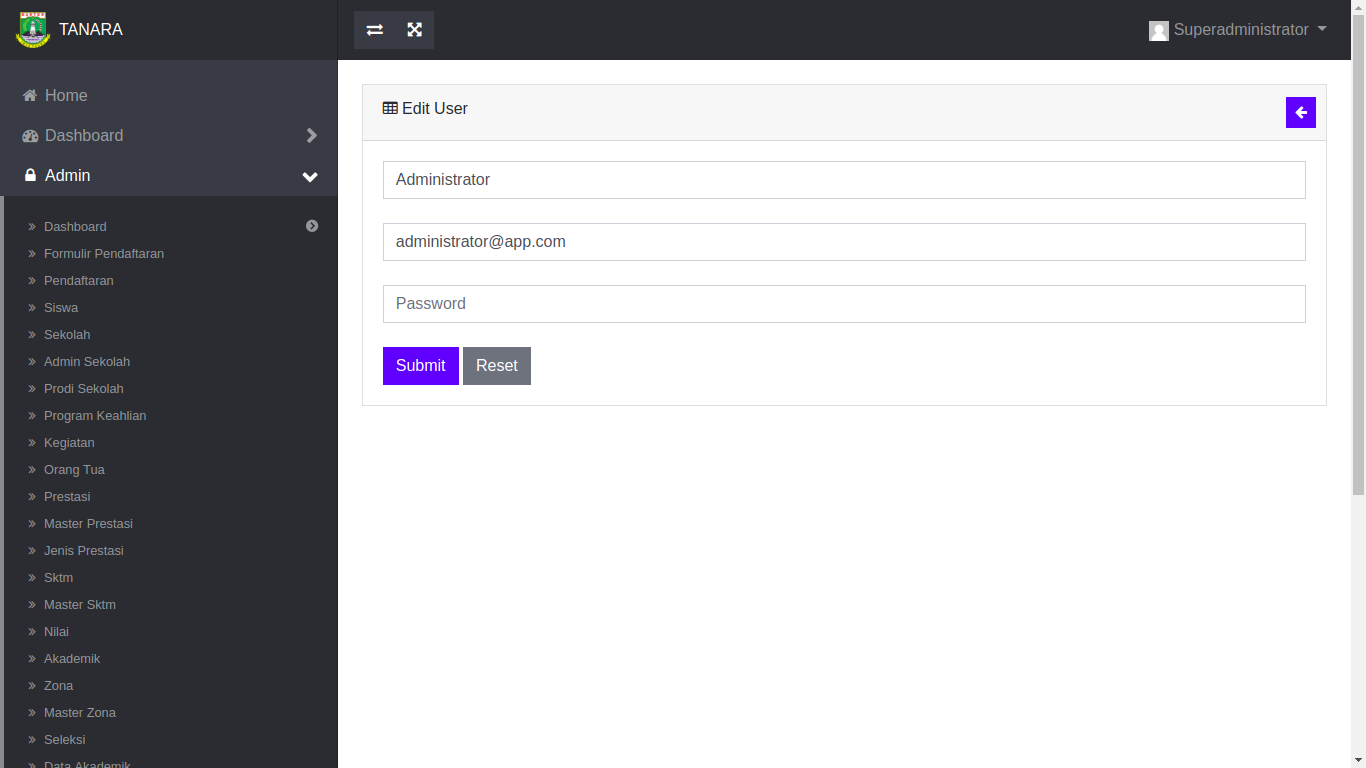 TANARA
Superadministrator
Home
Dashboard
Admin
Dashboard
Formulir Pendaftaran
Pendaftaran
Siswa
Sekolah
Admin Sekolah
Prodi Sekolah
Program Keahlian
Kegiatan
Orang Tua
Prestasi
Master Prestasi
Jenis Prestasi
Sktm
Master Sktm
Nilai
Akademik
Zona
Master Zona
Seleksi
Data Akademik
Edit User
Administrator
administrator@app.com
Password
Submit Reset